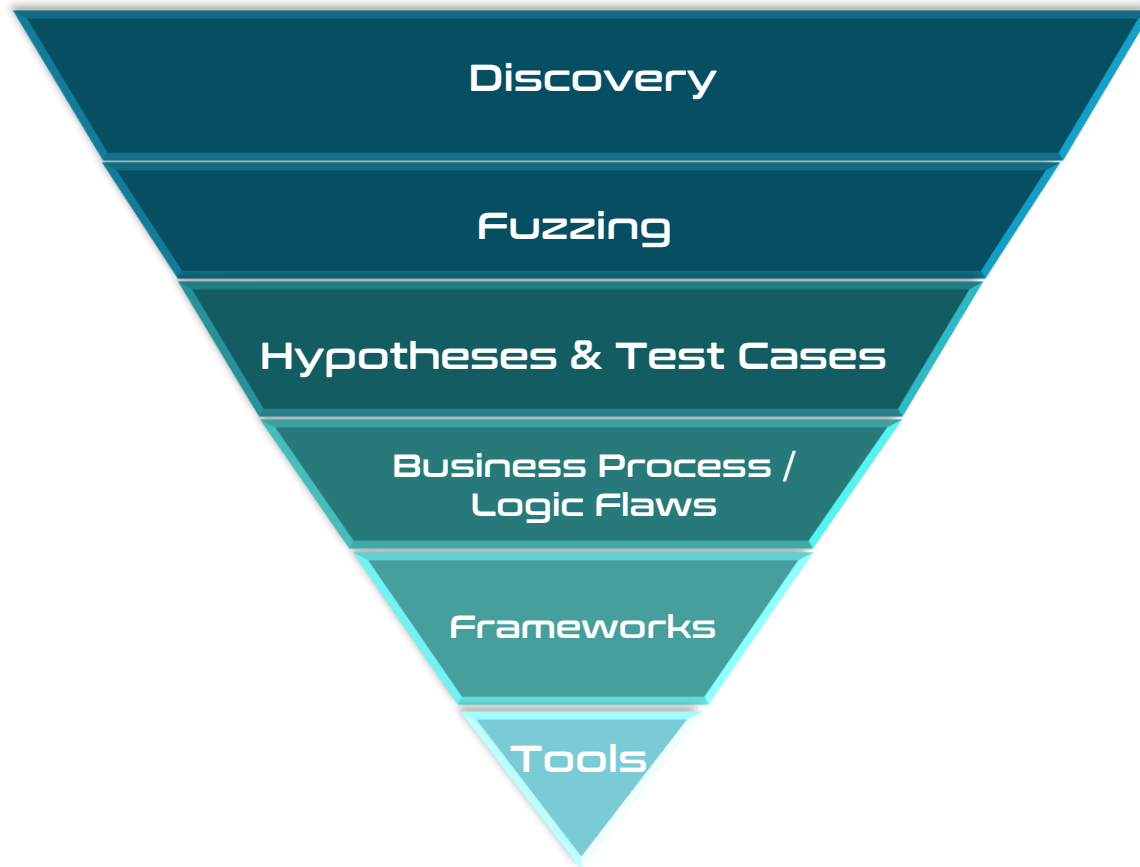 Discovery
Fuzzing
Hypotheses & Test Cases
Business Process /
Logic Flaws
Frameworks
Tools